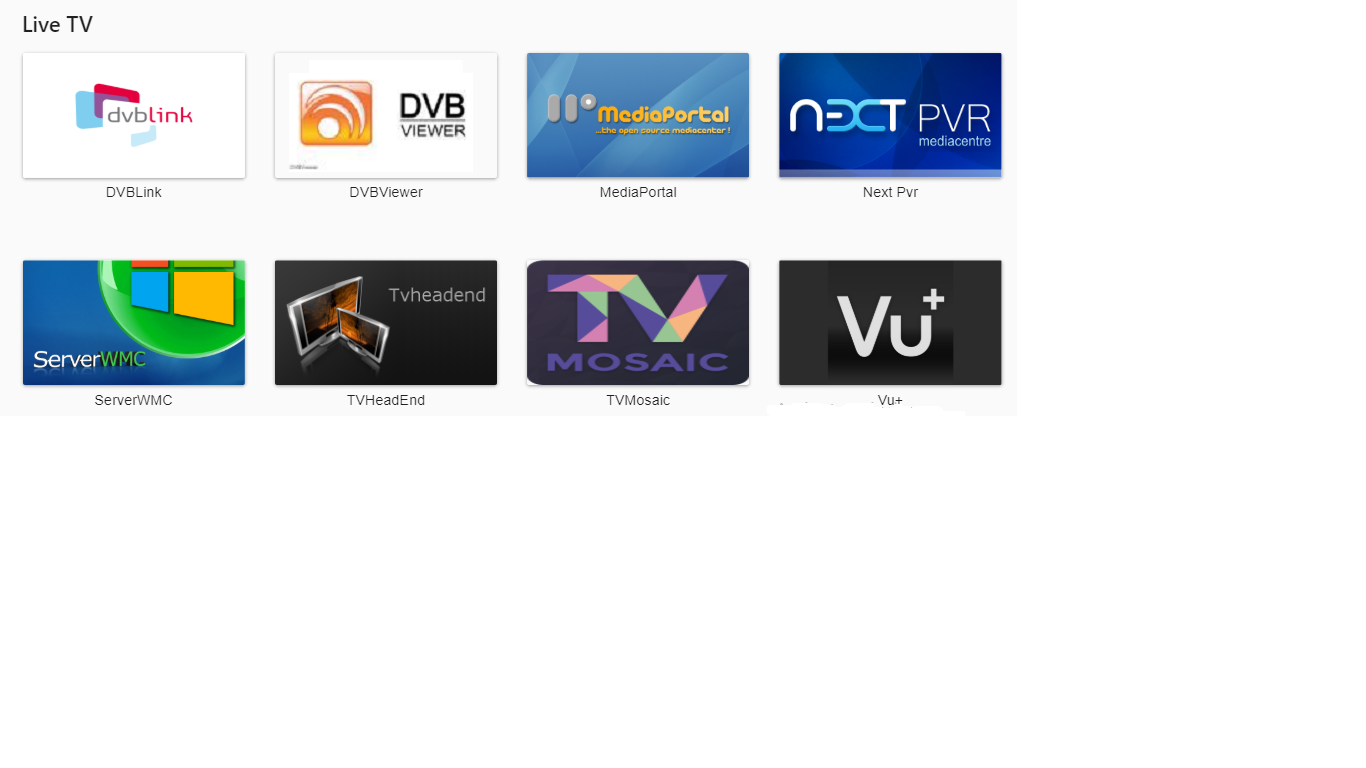 Live TV
dvblink
DVB
VIEWER
MediaPortal
...the open source mediacenter!
NEXT PVR
mediacentre
DVBLink
DVBViewer
MediaPortal
Next Pvr
ServerWMC
Tvheadend
TV
MOSAIC
Vu+
ServerWMC
TVHeadEnd
TVMosaic
Vu+